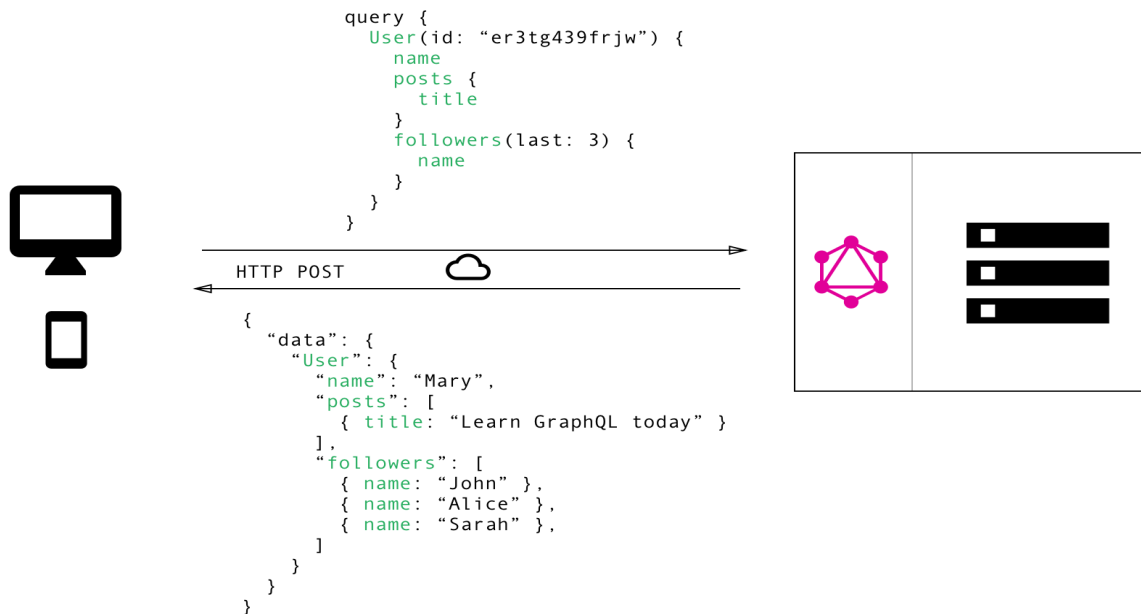 query {
  User(id: “er3tg439frjw”) {
    name
    posts {
      title
    }
    followers(last: 3) {
      name
    }
  }
}
HTTP POST
{
  “data”: {
    “User”: {
      “name”: “Mary”,
      “posts”: [
        { title: “Learn GraphQL today” }
      ],
      “followers”: [
        { name: “John” },
        { name: “Alice” },
        { name: “Sarah” },
      ]
    }
  }
}